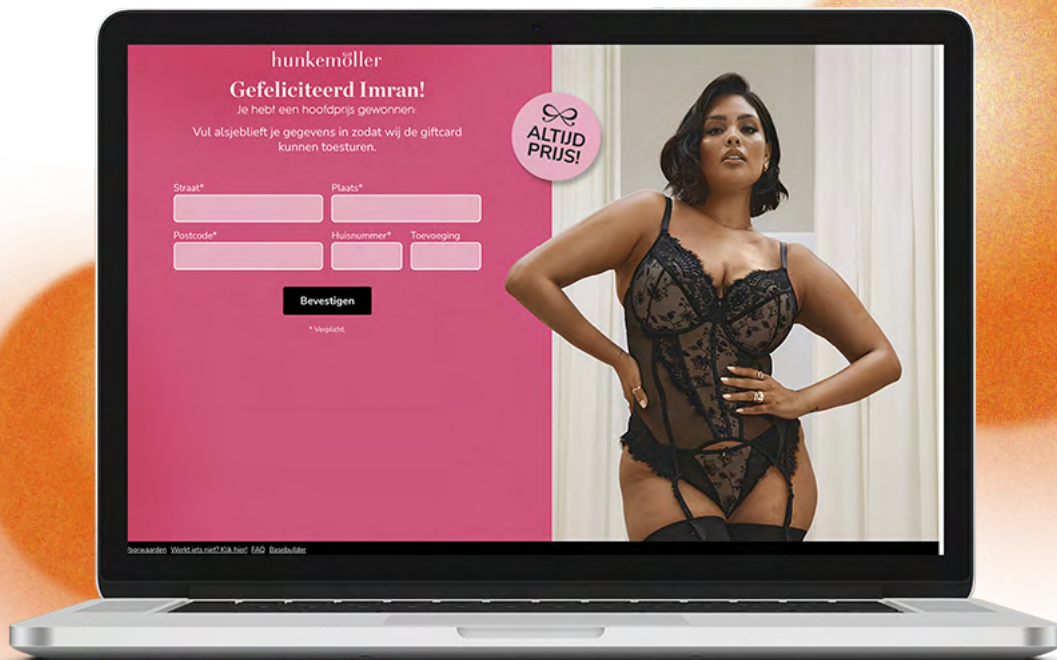 hunkemöller
Gefeliciteerd Imran!
Je hebt een hoofdprijs gewonnen:
Vul alsjeblieft je gegevens in zodat wij de giftcard
kunnen toesturen.
ALTIJD
PRIJS!
Straat*
Plaats*
Postcode*
Huisnummer*
Toevoeging
Bevestigen
* Verplicht.
Voorwaarden Werkt iets niet? Klik hier! FAQ Basebuilder